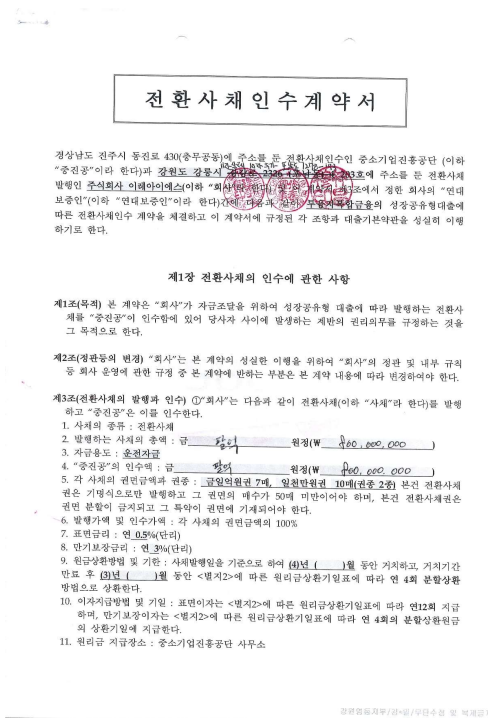 전환사채인수계약서
경상남도 진주시 동진로 430(충무공동)에 주소를 둔 전환사채인수인 중소기업진흥공단 (이하
"중진공"이라 한다)과 강원도 강릉시 에 주소를 둔 전환사채
발행인 주식회사 이레아이에스(이하 "회사"라 한다) 및 본 계약서 제3조에서 정한 회사의 "연대
보증인"(이하 "연대보증인"이라 한다)간에 다음과 같이 투융자복합금융의 성장공유형대출에
따른 전환사채인수 계약을 체결하고 이 계약서에 규정된 각 조항과 대출기본약관을 성실히 이행
하기로 한다.
제1장 전환사채의 인수에 관한 사항
제1조(목적) 본 계약은 "회사"가 자금조달을 위하여 성장공유형 대출에 따라 발행하는 전환사
채를 "중진공"이 인수함에 있어 당사자 사이에 발생하는 제반의 권리의무를 규정하는 것을
그 목적으로 한다.
제2조(정관등의 변경) "회사"는 본 계약의 성실한 이행을 위하여 "회사"의 정관 및 내부 규칙
등 회사 운영에 관한 규정 중 본 계약에 반하는 부분은 본 계약 내용에 따라 변경하여야 한다.
제3조(전환사채의 발행과 인수) ①"회사"는 다음과 같이 전환사채(이하 "사채"라 한다)를 발행
하고 "중진공"은 이를 인수한다.
1. 사채의 종류 : 전환사채
2. 발행하는 사채의 총액 : 금 팔억 원정(₩ 800,000,000 )
3. 자금용도 : 운전자금
4. "중진공"의 인수액 : 금 팔억 원정(₩ 800,000,000 )
5. 각 사채의 권면금액과 권종 : 금일억원권 7매, 일천만원권 10매(권종 2종) 본건 전환사채
권은 기명식으로만 발행하고 그 권면의 매수가 50매 미만이어야 하며, 본건 전환사채권은
권면 분할이 금지되고 그 특약이 권면에 기재되어야 한다.
6. 발행가액 및 인수가액 : 각 사채의 권면금액의 100%
7. 표면금리 : 연 0.5%(단리)
8. 만기보장금리 : 연 3%(단리)
9. 원금상환방법 및 기한 : 사채발행일을 기준으로 하여 (4)년 ( )월 동안 거치하고, 거치기간
만료 후 (3)년 ( )월 동안 <별지2>에 따른 원리금상환기일표에 따라 연 4회 분할상환
방법으로 상환한다.
10. 이자지급방법 및 기일 : 표면이자는 <별지2>에 따른 원리금상환기일표에 따라 연12회 지급
하며, 만기보장이자는 <별지2>에 따른 원리금상환기일표에 따라 연 4회의 분할상환원금
의 상환기일에 지급한다.
11. 원리금 지급장소 : 중소기업진흥공단 사무소